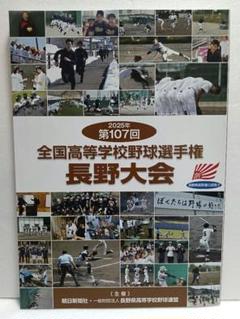 2025年
第107回
全国高等学校野球選手権
長野大会
ぼくたちは野球が
(主催)
朝日新聞社・一般財団法人 長野県高等学校野球連盟